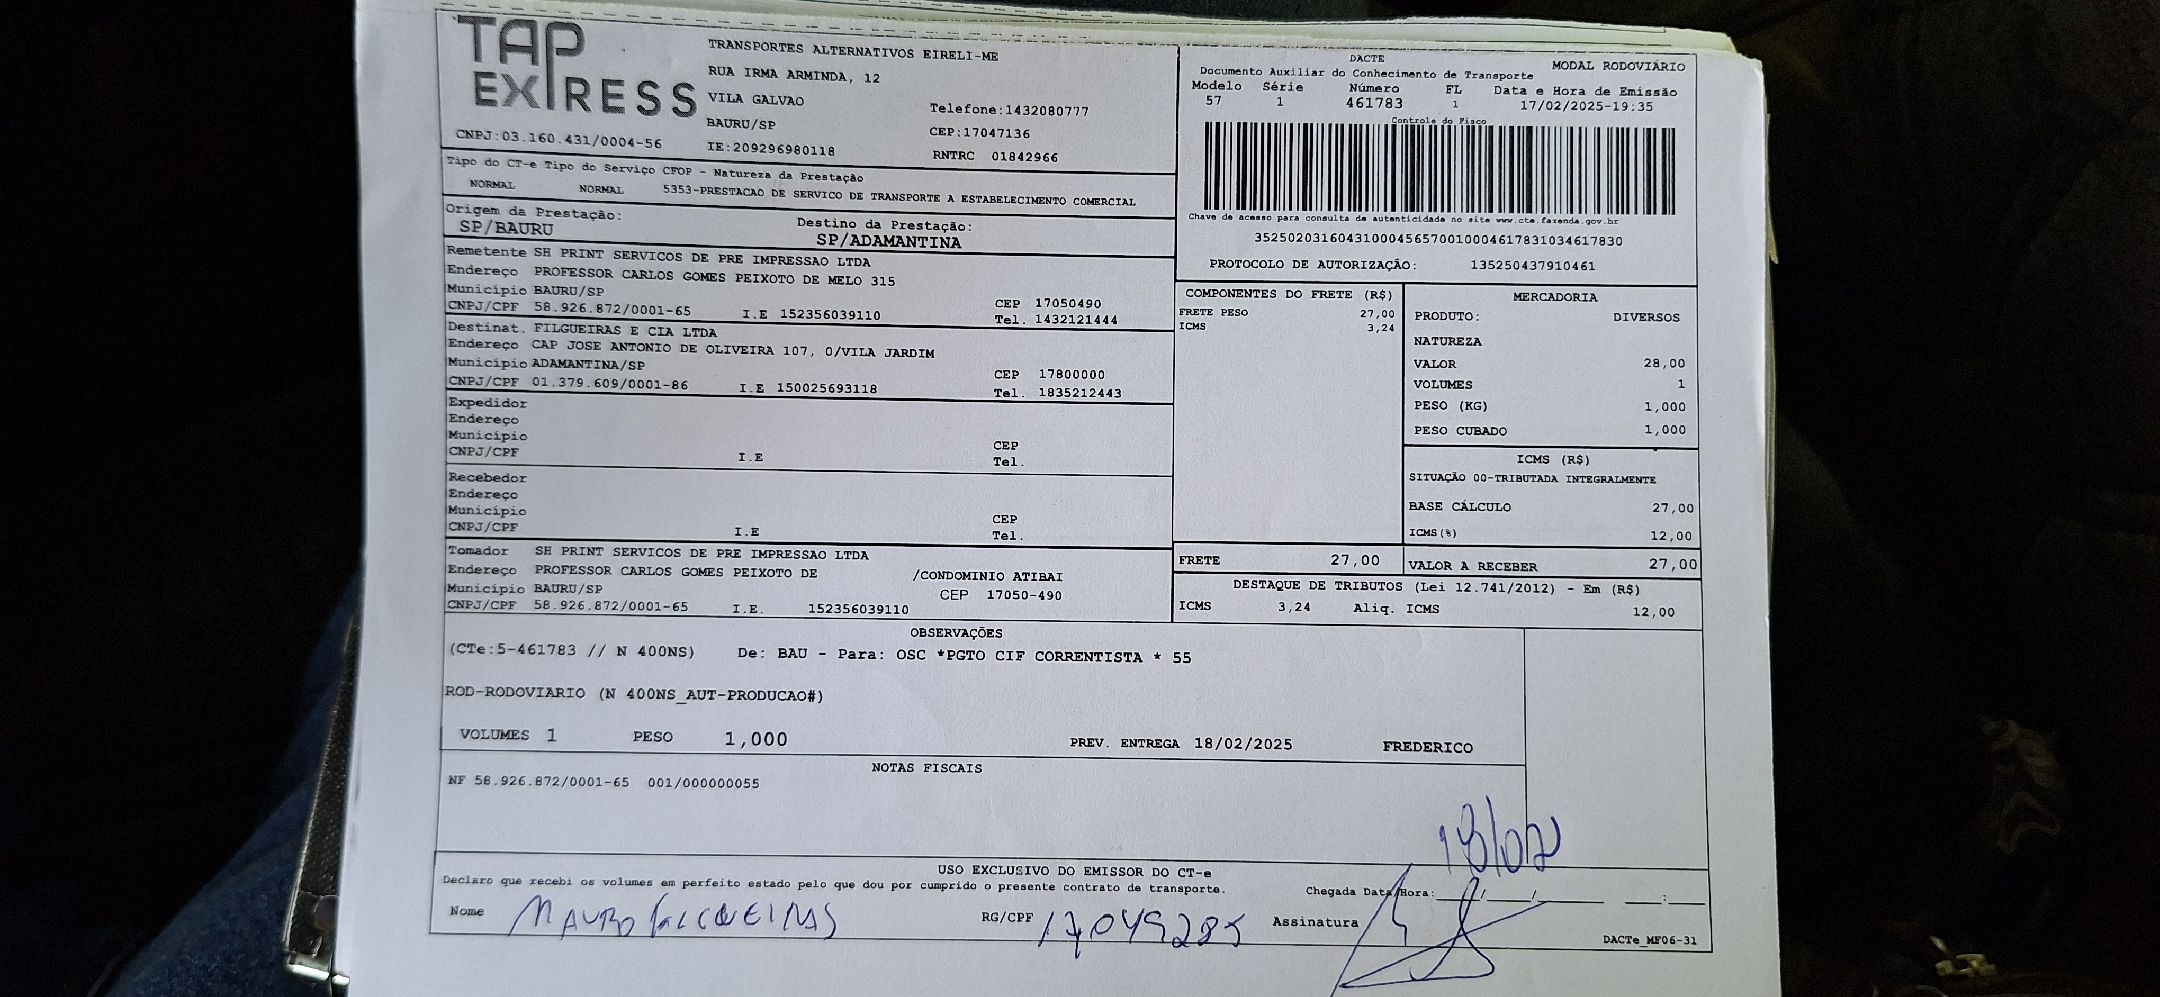 TAP EXPRESS
CNPJ:03.160.431/0004-56
TRANSPORTES ALTERNATIVOS EIRELI-ME
RUA IRMA ARMINDA, 12
VILA GALVAO
BAURU/SP
IE:209296980118
Telefone:1432080777
CEP:17047136
RNTRC 01842966
DACTE
MODAL RODOVIÁRIO
Documento Auxiliar do Conhecimento de Transporte
Modelo Série Número FL Data e Hora de Emissão
57 1 461783 1 17/02/2025-19:35
Controle do Fisco
Chave de acesso para consulta de autenticidade no site www.cte.fazenda.gov.br
35250203160431000456570010004617831034617830
PROTOCOLO DE AUTORIZAÇÃO: 135250437910461
Tipo do CT-e Tipo do Serviço CFOP - Natureza da Prestação
NORMAL NORMAL 5353-PRESTACAO DE SERVICO DE TRANSPORTE A ESTABELECIMENTO COMERCIAL
Origem da Prestação: Destino da Prestação:
SP/BAURU SP/ADAMANTINA
Remetente SH PRINT SERVICOS DE PRE IMPRESSAO LTDA
Endereço PROFESSOR CARLOS GOMES PEIXOTO DE MELO 315
Município BAURU/SP CEP 17050490
CNPJ/CPF 58.926.872/0001-65 I.E 152356039110 Tel. 1432121444
Destinat. FILGUEIRAS E CIA LTDA
Endereço CAP JOSE ANTONIO DE OLIVEIRA 107, 0/VILA JARDIM
Município ADAMANTINA/SP CEP 17800000
CNPJ/CPF 01.379.609/0001-86 I.E 150025693118 Tel. 1835212443
Expedidor
Endereço
Município CEP
CNPJ/CPF I.E Tel.
Recebedor
Endereço
Município CEP
CNPJ/CPF I.E Tel.
Tomador SH PRINT SERVICOS DE PRE IMPRESSAO LTDA
Endereço PROFESSOR CARLOS GOMES PEIXOTO DE /CONDOMINIO ATIBAI
Município BAURU/SP CEP 17050-490
CNPJ/CPF 58.926.872/0001-65 I.E. 152356039110
COMPONENTES DO FRETE (R$)
FRETE PESO 27,00
ICMS 3,24
MERCADORIA
PRODUTO: DIVERSOS
NATUREZA
VALOR 28,00
VOLUMES 1
PESO (KG) 1,000
PESO CUBADO 1,000
ICMS (R$)
SITUAÇÃO 00-TRIBUTADA INTEGRALMENTE
BASE CÁLCULO 27,00
ICMS(%) 12,00
FRETE 27,00 VALOR A RECEBER 27,00
DESTAQUE DE TRIBUTOS (Lei 12.741/2012) - Em (R$)
ICMS 3,24 Aliq. ICMS 12,00
OBSERVAÇÕES
(CTe:5-461783 // N 400NS) De: BAU - Para: OSC *PGTO CIF CORRENTISTA * 55
ROD-RODOVIARIO (N 400NS_AUT-PRODUCAO#)
VOLUMES 1 PESO 1,000 PREV. ENTREGA 18/02/2025 FREDERICO
NOTAS FISCAIS
NF 58.926.872/0001-65 001/000000055
18/02
USO EXCLUSIVO DO EMISSOR DO CT-e
Declaro que recebi os volumes em perfeito estado pelo que dou por cumprido o presente contrato de transporte. Chegada Data/Hora: __/__/____ __:__
Nome MAURO FILGUEIRAS RG/CPF 17049285 Assinatura
DACTe_MF06-31